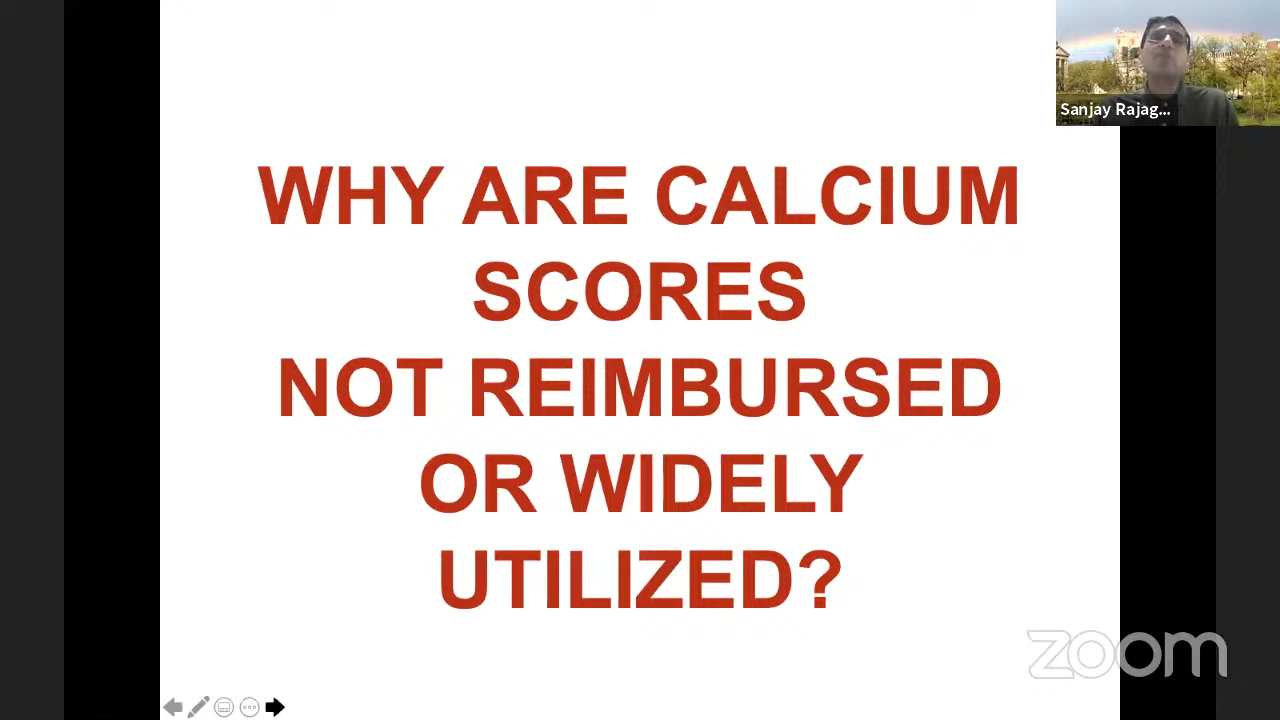 Sanjay Rajag...
WHY ARE CALCIUM
SCORES
NOT REIMBURSED
OR WIDELY
UTILIZED?
zoom